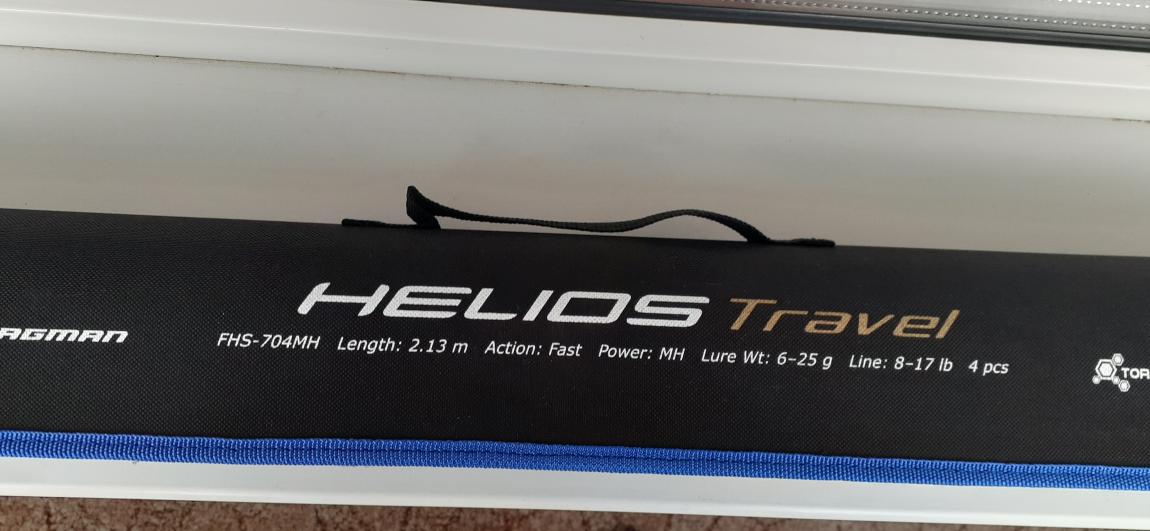 HELIOS Travel
AGMAN
FHS-704MH Length: 2.13 m Action: Fast Power: MH Lure Wt: 6-25 g Line: 8-17 lb 4 pcs